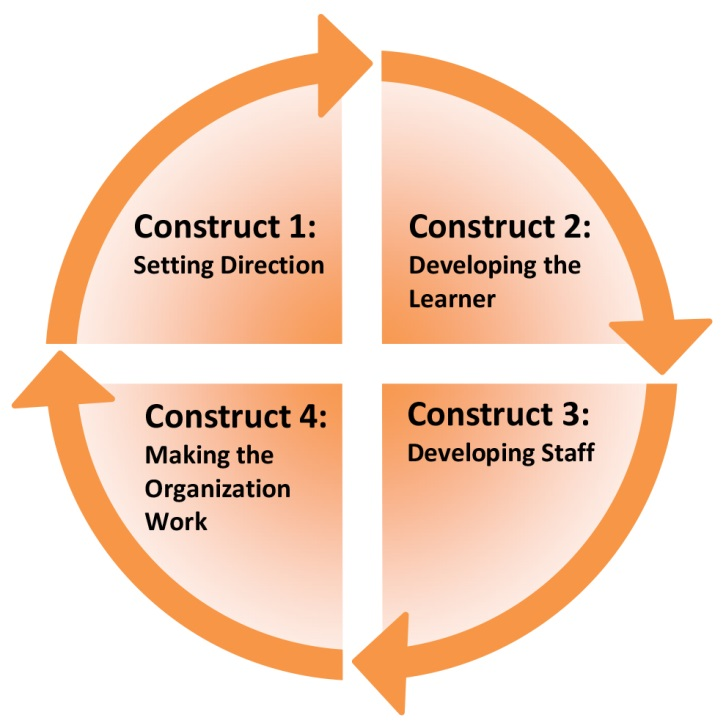 Construct 1:
Setting Direction
Construct 2:
Developing the
Learner
Construct 3:
Developing Staff
Construct 4:
Making the
Organization
Work